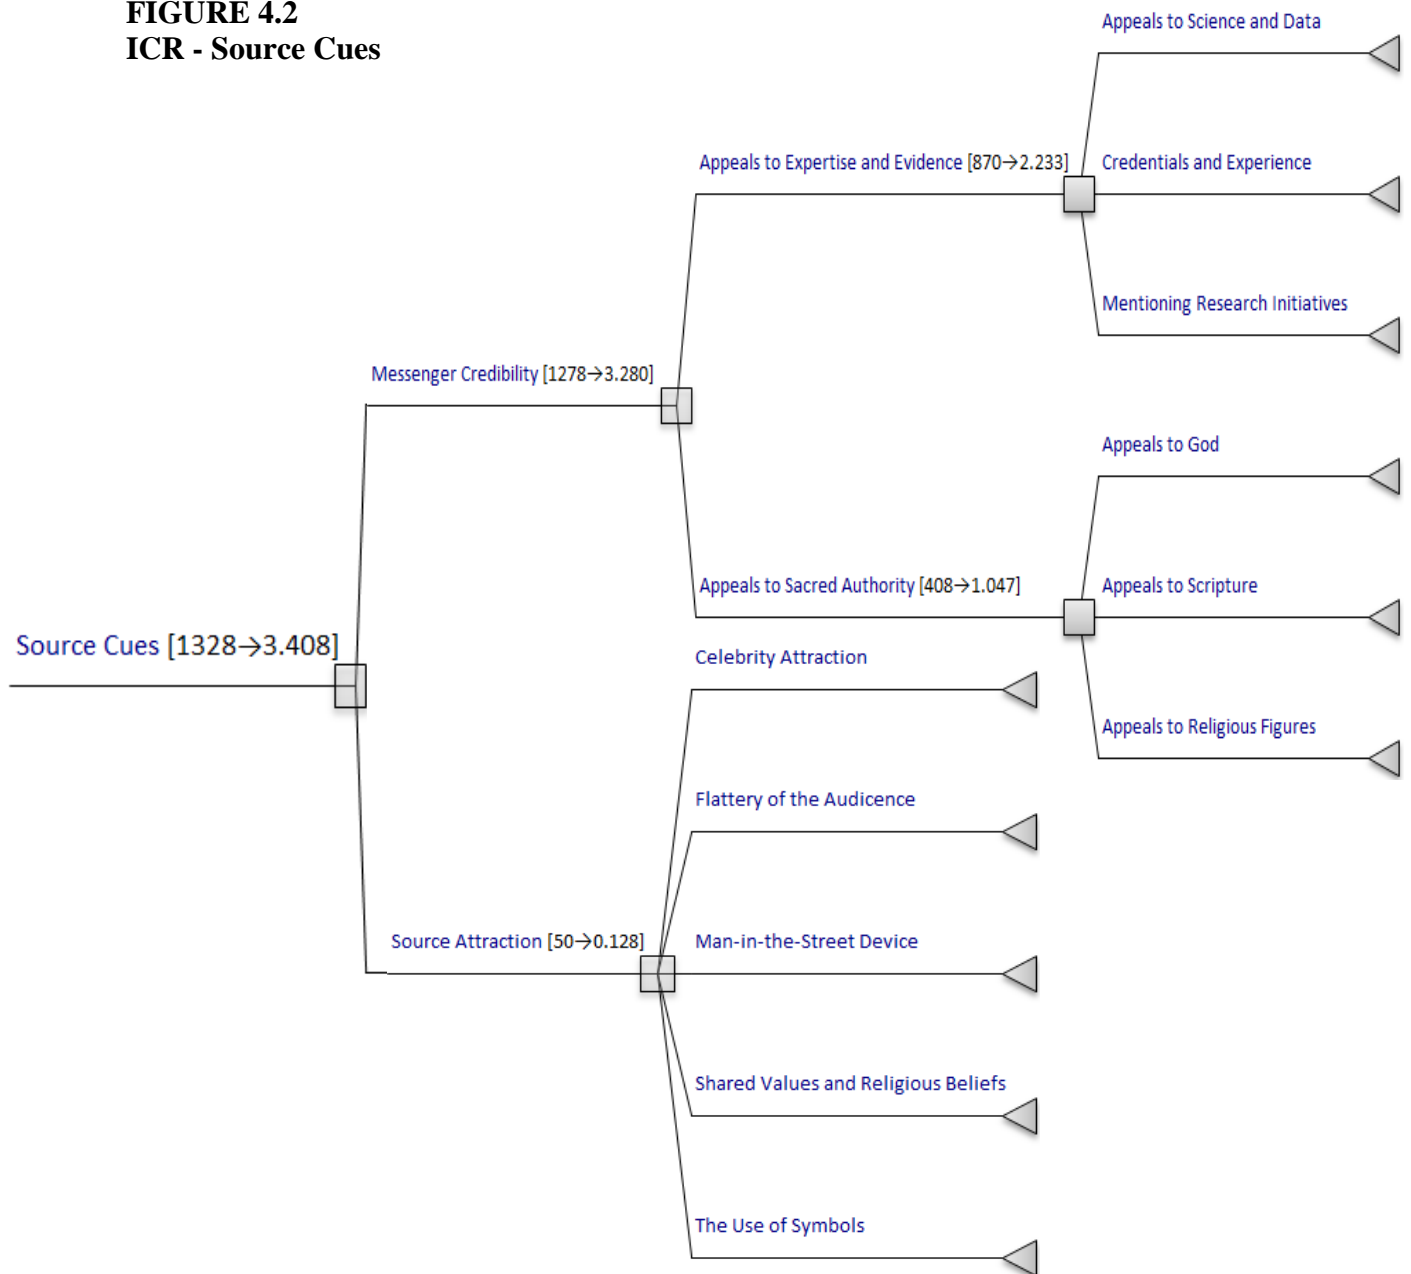 FIGURE 4.2
ICR - Source Cues
Appeals to Science and Data
Appeals to Expertise and Evidence [870→2.233]
Credentials and Experience
Mentioning Research Initiatives
Messenger Credibility [1278→3.280]
Appeals to God
Appeals to Sacred Authority [408→1.047]
Appeals to Scripture
Source Cues [1328→3.408]
Celebrity Attraction
Appeals to Religious Figures
Flattery of the Audicence
Source Attraction [50→0.128]
Man-in-the-Street Device
Shared Values and Religious Beliefs
The Use of Symbols